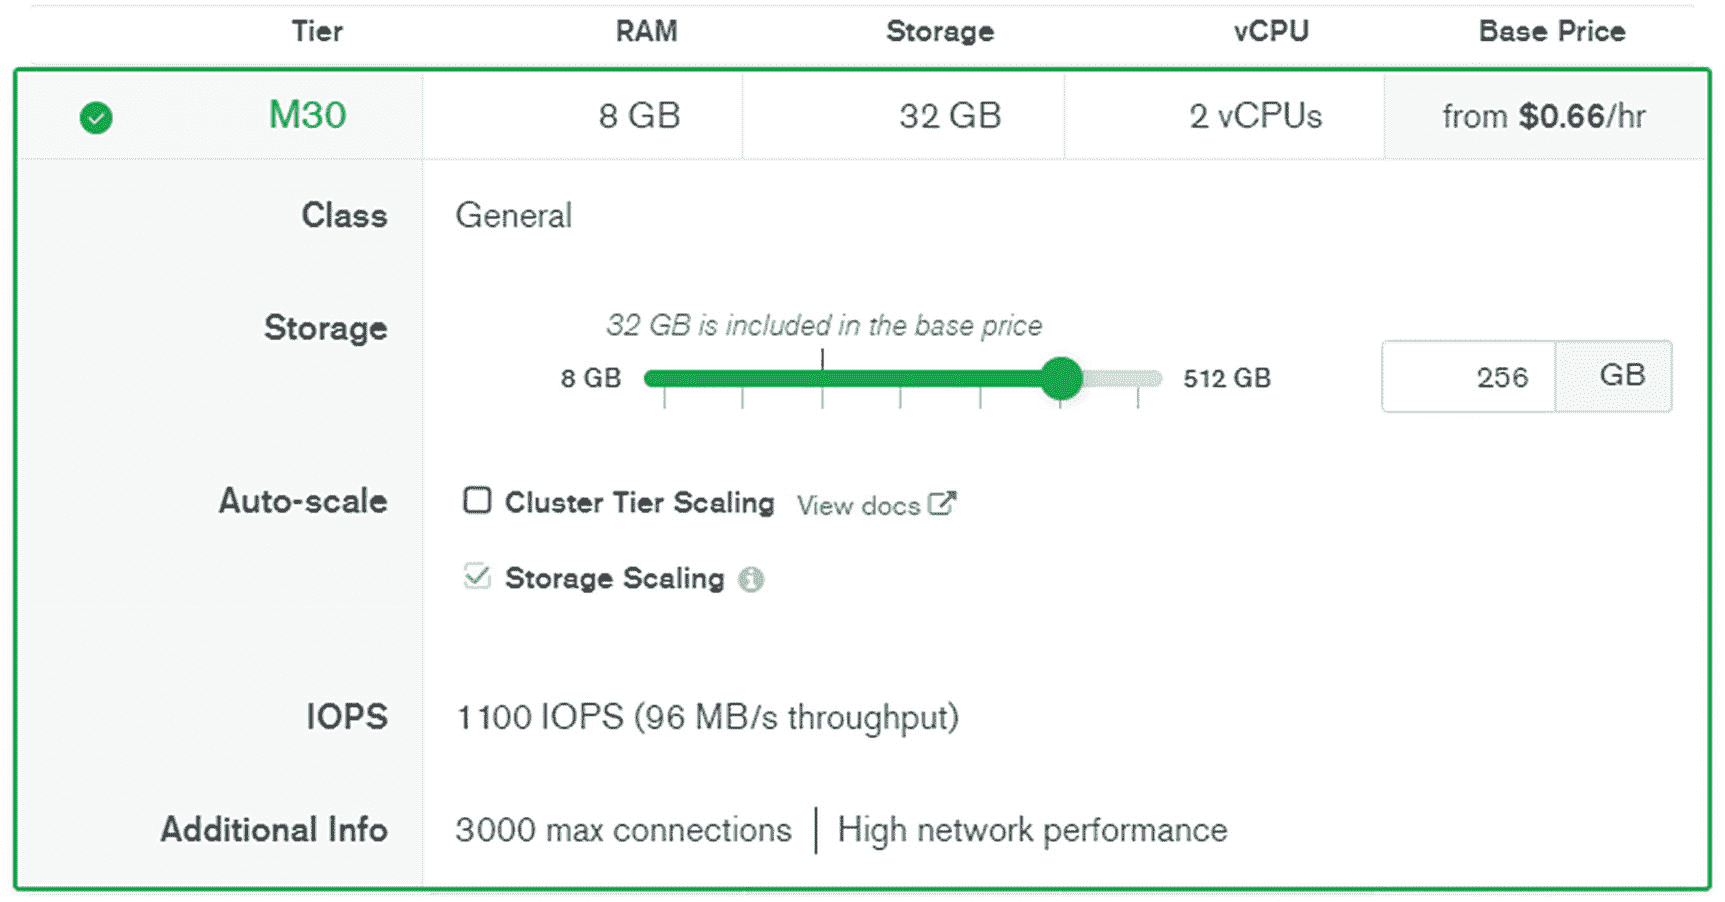 Tier RAM Storage vCPU Base Price
M30 8 GB 32 GB 2 vCPUs from $0.66/hr
Class General
Storage 32 GB is included in the base price
8 GB 512 GB 256 GB
Auto-scale Cluster Tier Scaling View docs
Storage Scaling
IOPS 1100 IOPS (96 MB/s throughput)
Additional Info 3000 max connections | High network performance